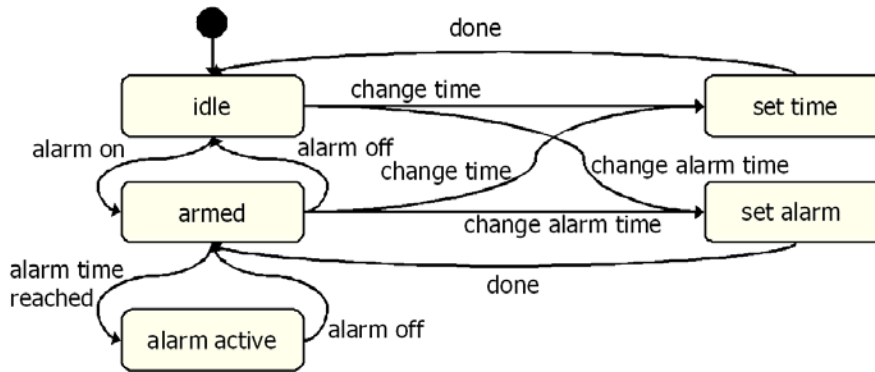 done
change time
idle
set time
alarm on
alarm off
change time
change alarm time
armed
set alarm
change alarm time
alarm time
reached
done
alarm active
alarm off